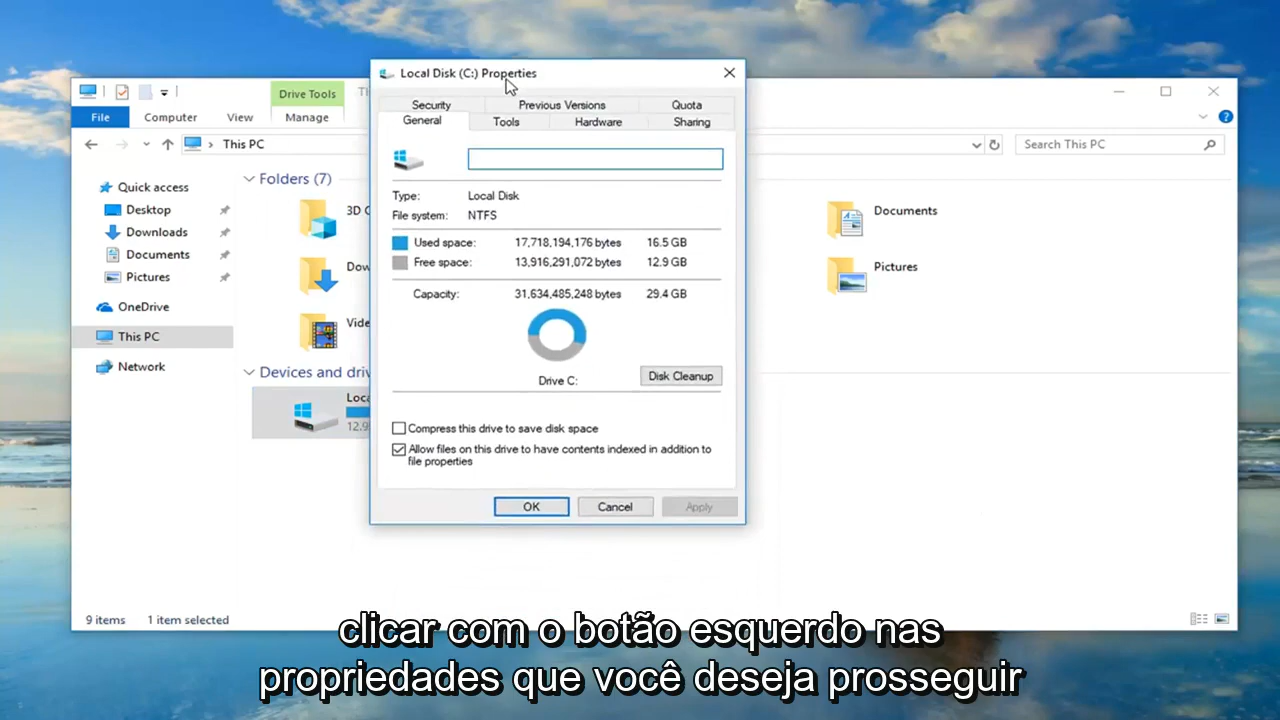 Local Disk (C:) Properties
Drive Tools
File
Computer
View
Manage
Security
Previous Versions
Quota
General
Tools
Hardware
Sharing
This PC
Search This PC
Quick access
Desktop
Downloads
Documents
Pictures
OneDrive
This PC
Network
Folders (7)
Documents
Pictures
Type: Local Disk
File system: NTFS
Used space: 17,718,194,176 bytes 16.5 GB
Free space: 13,916,291,072 bytes 12.9 GB
Capacity: 31,634,485,248 bytes 29.4 GB
Drive C:
Disk Cleanup
Compress this drive to save disk space
Allow files on this drive to have contents indexed in addition to
file properties
OK
Cancel
Apply
Devices and
9 items
1 item selected
clicar com o botão esquerdo nas
propriedades que você deseja prosseguir